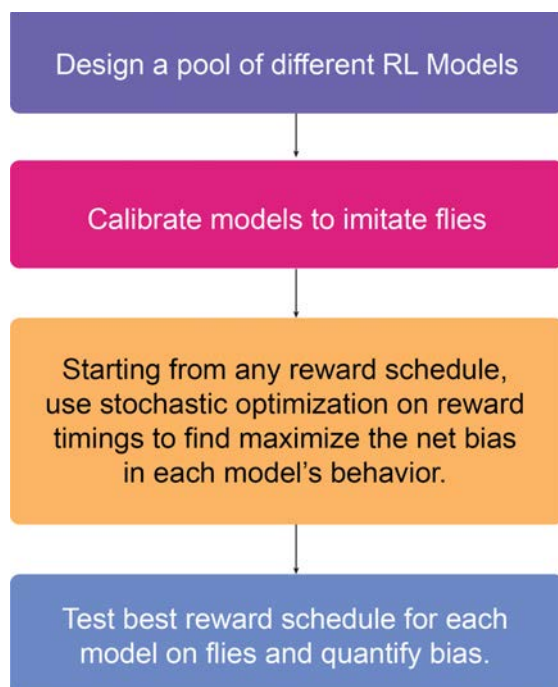 Design a pool of different RL Models
Calibrate models to imitate flies
Starting from any reward schedule,
use stochastic optimization on reward
timings to find maximize the net bias
in each model's behavior.
Test best reward schedule for each
model on flies and quantify bias.